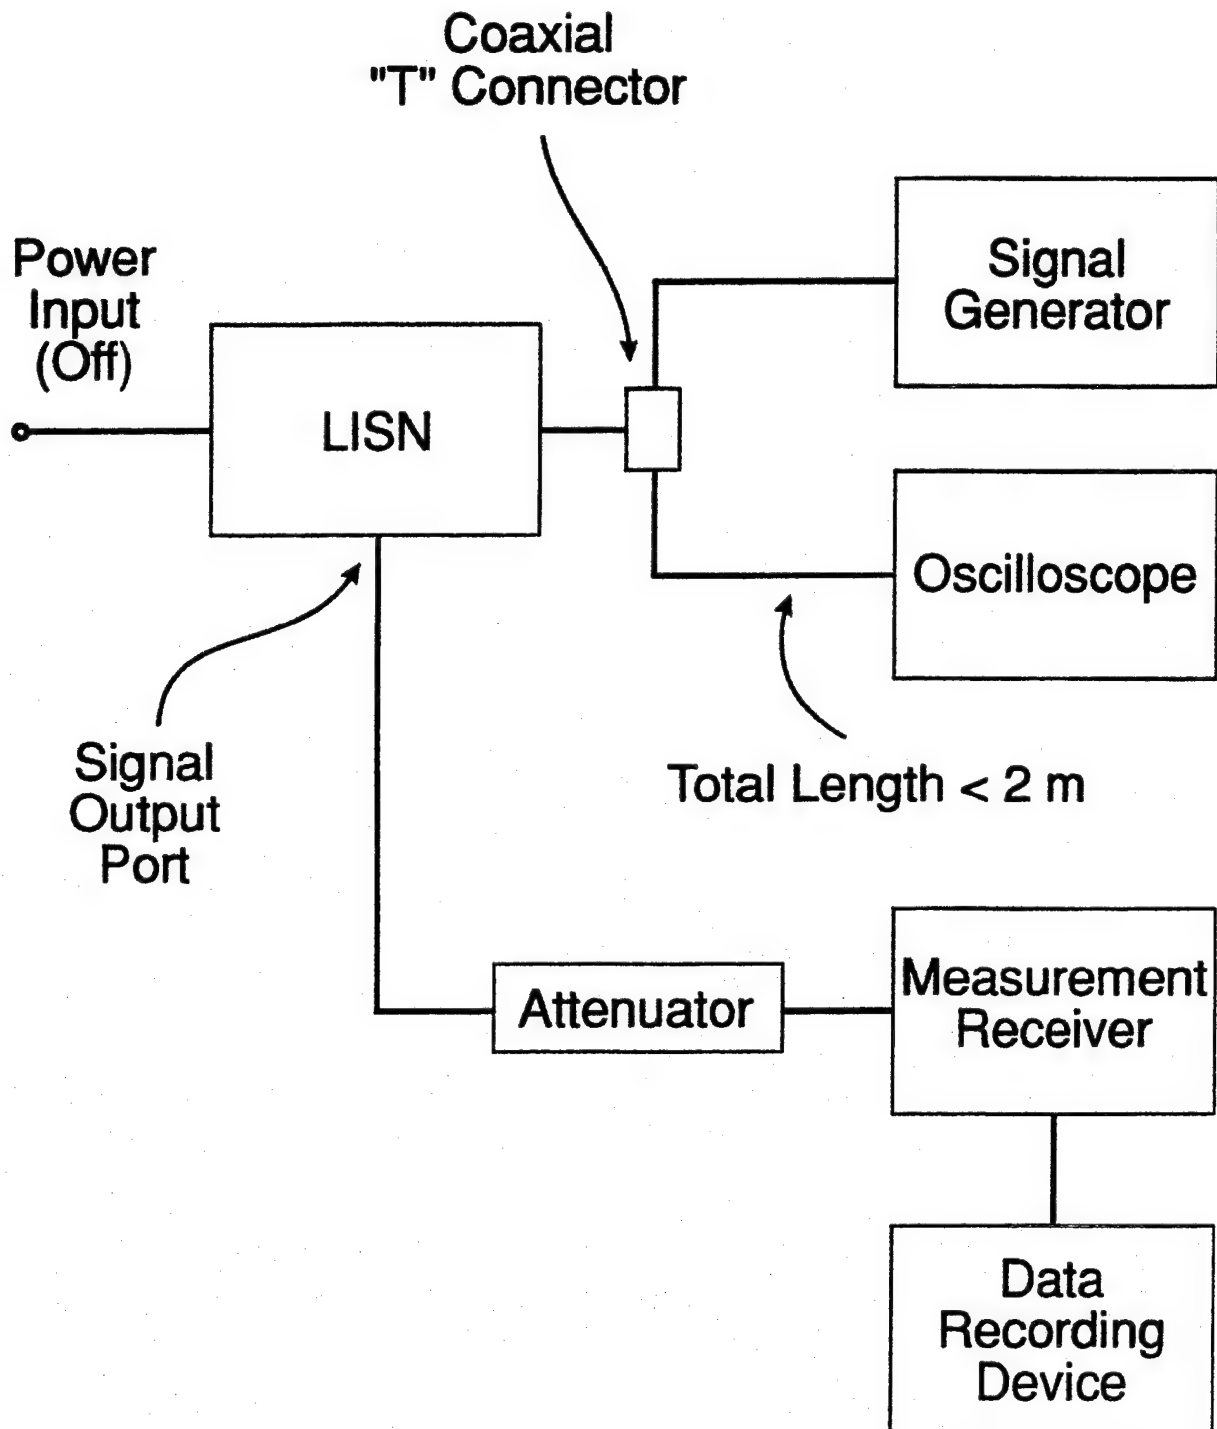 Coaxial
"T" Connector
Signal
Generator
Power
Input
(Off)
LISN
Oscilloscope
Signal
Output
Port
Total Length < 2 m
Attenuator
Measurement
Receiver
Data
Recording
Device